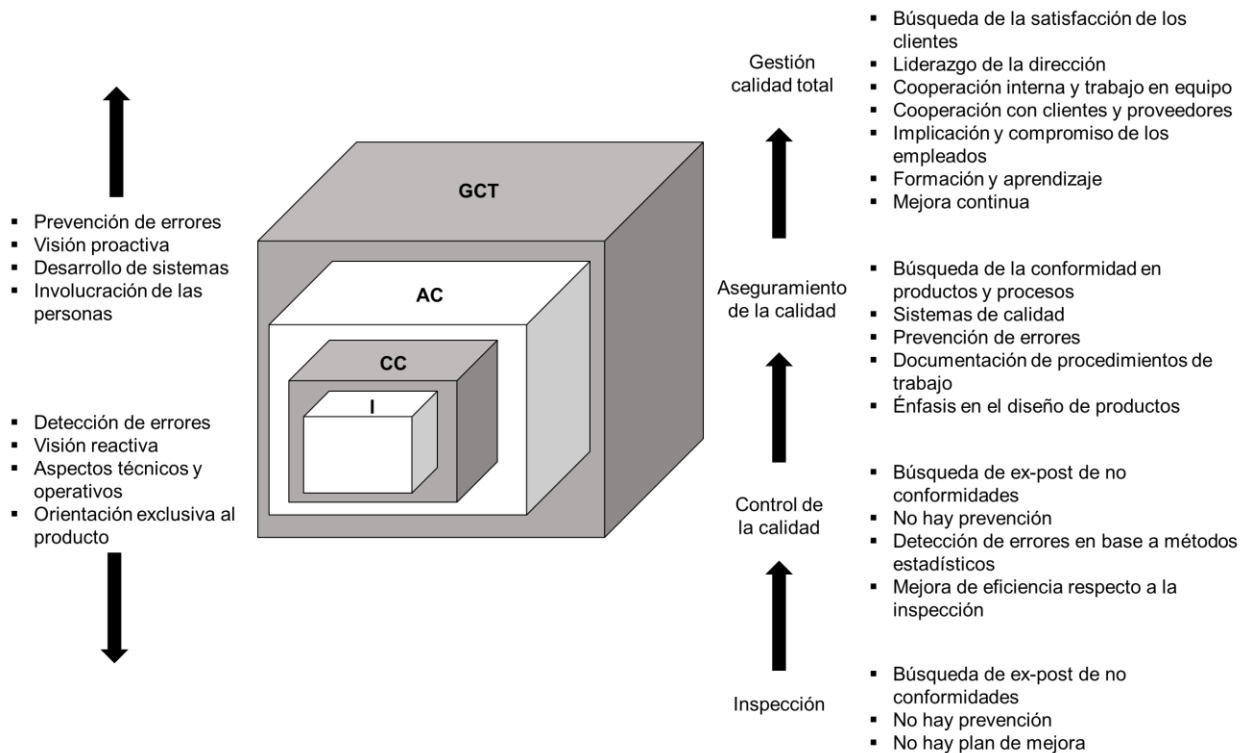 Prevención de errores
Visión proactiva
Desarrollo de sistemas
Involucración de las
personas
Detección de errores
Visión reactiva
Aspectos técnicos y
operativos
Orientación exclusiva al
producto
GCT
AC
CC
I
Gestión
calidad total
Búsqueda de la satisfacción de los
clientes
Liderazgo de la dirección
Cooperación interna y trabajo en equipo
Cooperación con clientes y proveedores
Implicación y compromiso de los
empleados
Formación y aprendizaje
Mejora continua
Aseguramiento
de la calidad
Búsqueda de la conformidad en
productos y procesos
Sistemas de calidad
Prevención de errores
Documentación de procedimientos de
trabajo
Énfasis en el diseño de productos
Control de
la calidad
Búsqueda de ex-post de no
conformidades
No hay prevención
Detección de errores en base a métodos
estadísticos
Mejora de eficiencia respecto a la
inspección
Inspección
Búsqueda de ex-post de no
conformidades
No hay prevención
No hay plan de mejora